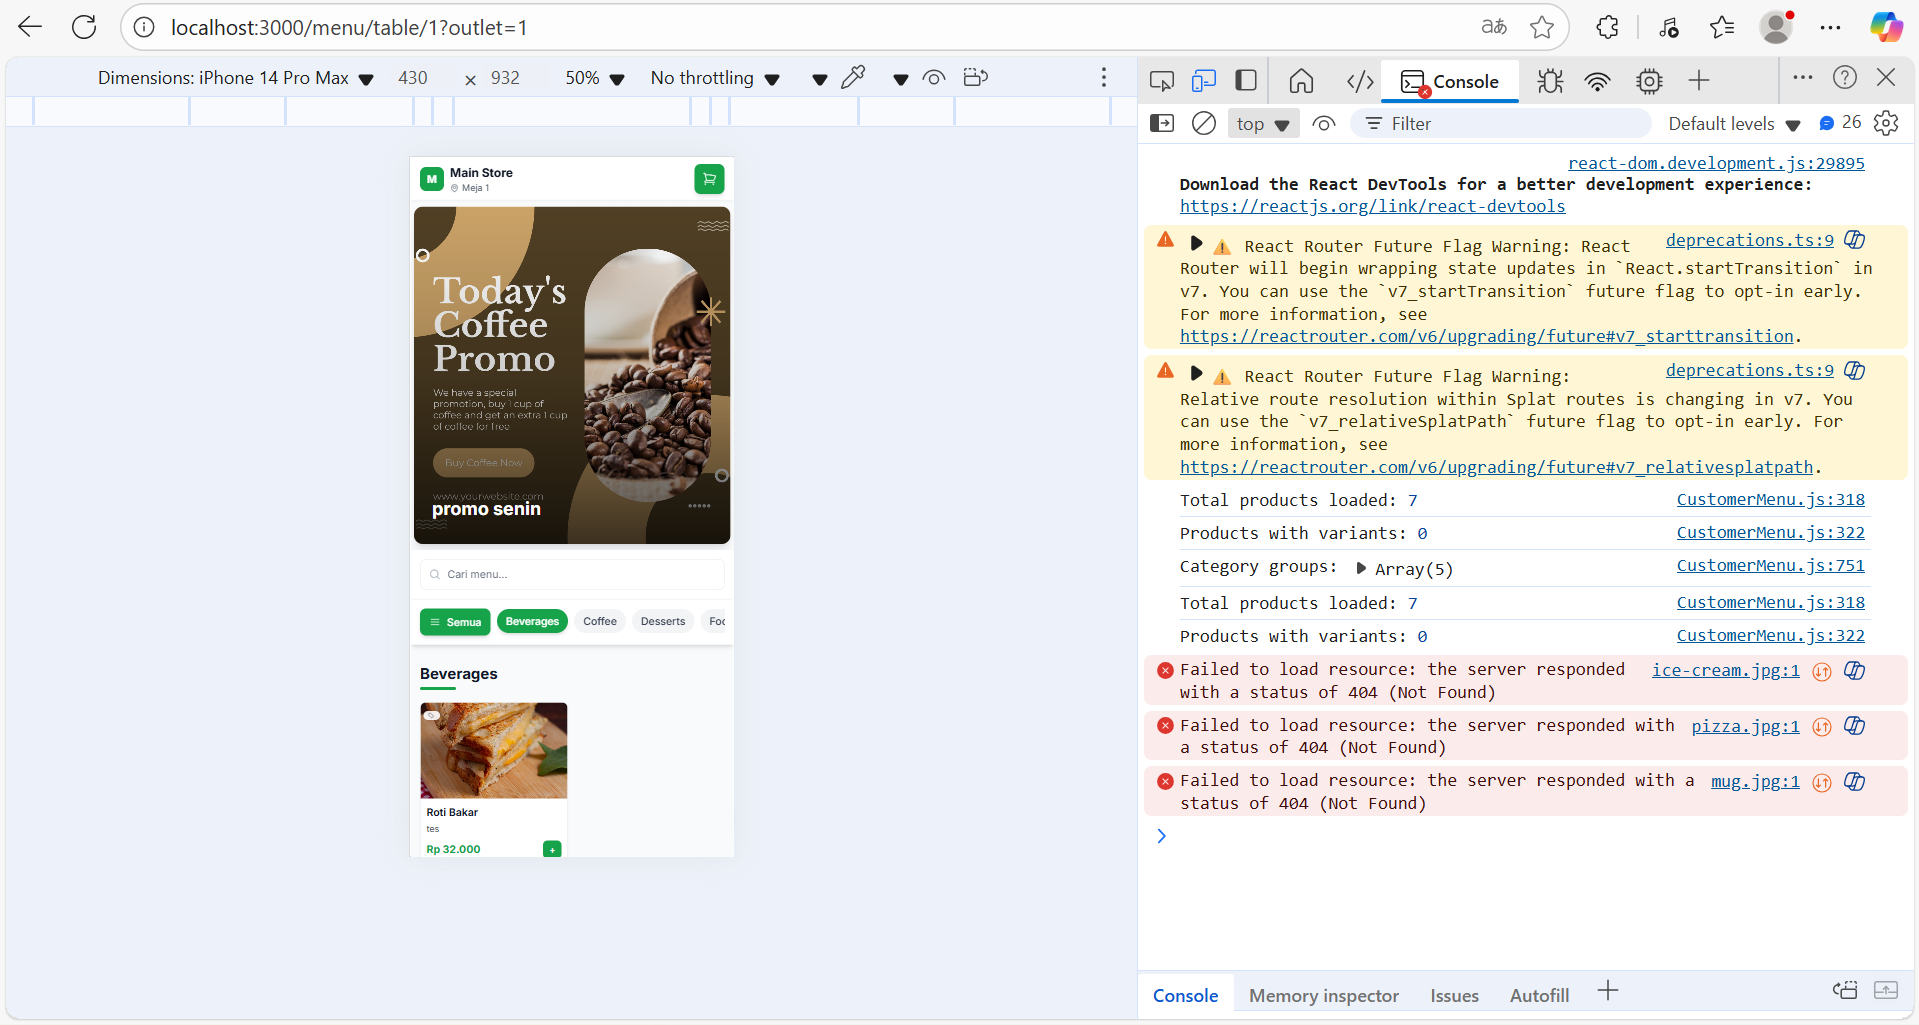 localhost:3000/menu/table/1?outlet=1
Dimensions: iPhone 14 Pro Max
430
×
932
50%
No throttling
Main Store
Meja 1
Today's
Coffee
Promo
We have a special
promotion, buy 1 cup of
coffee and get an extra 1 cup
of coffee for free
Buy Coffee Now
www.yourwebsite.com
promo senin
Cari menu...
Semua
Beverages
Coffee
Desserts
Foo
Beverages
Roti Bakar
tes
Rp 32.000
+
M
Console
top
Filter
Default levels
26
react-dom.development.js:29895
Download the React DevTools for a better development experience:
https://reactjs.org/link/react-devtools
React Router Future Flag Warning: React
deprecations.ts:9
Router will begin wrapping state updates in `React.startTransition` in
v7. You can use the `v7_startTransition` future flag to opt-in early.
For more information, see
https://reactrouter.com/v6/upgrading/future#v7_starttransition.
React Router Future Flag Warning:
deprecations.ts:9
Relative route resolution within Splat routes is changing in v7. You
can use the `v7_relativeSplatPath` future flag to opt-in early. For
more information, see
https://reactrouter.com/v6/upgrading/future#v7_relativesplatpath.
Total products loaded: 7
CustomerMenu.js:318
Products with variants: 0
CustomerMenu.js:322
Category groups: Array(5)
CustomerMenu.js:751
Total products loaded: 7
CustomerMenu.js:318
Products with variants: 0
CustomerMenu.js:322
Failed to load resource: the server responded
ice-cream.jpg:1
with a status of 404 (Not Found)
Failed to load resource: the server responded with
pizza.jpg:1
a status of 404 (Not Found)
Failed to load resource: the server responded with a
mug.jpg:1
status of 404 (Not Found)
Console
Memory inspector
Issues
Autofill